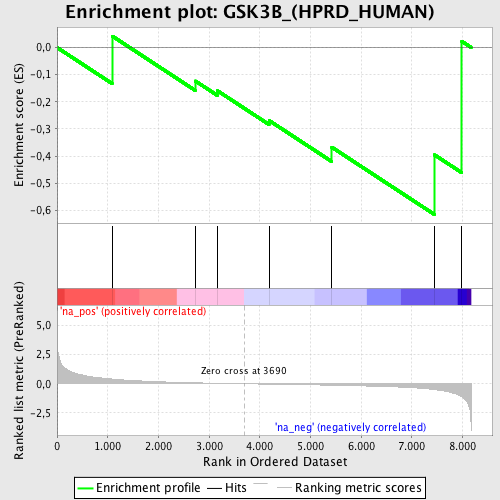 Enrichment plot: GSK3B_(HPRD_HUMAN)
Enrichment score (ES)
0,0
-0,1
-0,2
-0,3
-0,4
-0,5
-0,6
'na_pos' (positively correlated)
Ranked list metric (PreRanked)
5,0
2,5
0,0
-2,5
Zero cross at 3690
'na_neg' (negatively correlated)
0 1.000 2.000 3.000 4.000 5.000 6.000 7.000 8.000
Rank in Ordered Dataset
Enrichment profile Hits Ranking metric scores